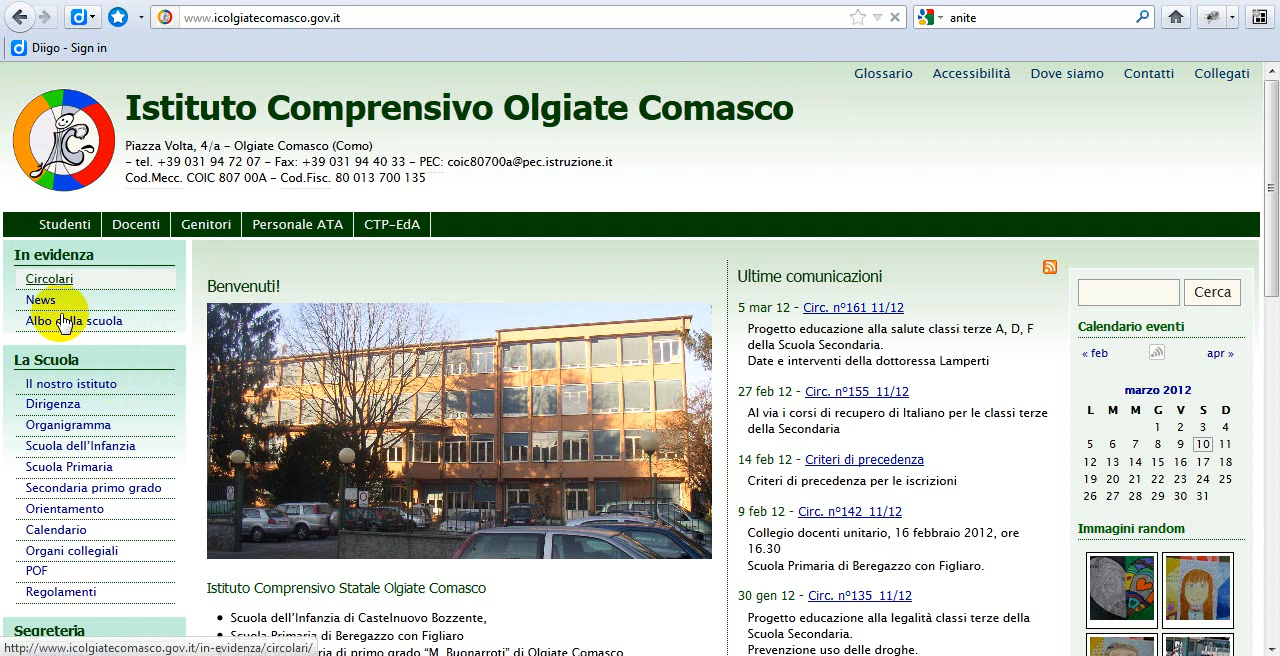 www.icolgiatecomasco.gov.it
anite
Diigo - Sign in
Glossario Accessibilità Dove siamo Contatti Collegati
Istituto Comprensivo Olgiate Comasco
Piazza Volta, 4/a – Olgiate Comasco (Como)
– tel. +39 031 94 72 07 – Fax: +39 031 94 40 33 – PEC: coic80700a@pec.istruzione.it
Cod.Mecc. COIC 807 00A – Cod.Fisc. 80 013 700 135
Studenti Docenti Genitori Personale ATA CTP-EdA
In evidenza
Circolari
News
Albo della scuola
La Scuola
Il nostro istituto
Dirigenza
Organigramma
Scuola dell'Infanzia
Scuola Primaria
Secondaria primo grado
Orientamento
Calendario
Organi collegiali
POF
Regolamenti
Segreteria
http://www.icolgiatecomasco.gov.it/in-evidenza/circolari/
Benvenuti!
Istituto Comprensivo Statale Olgiate Comasco
• Scuola dell'Infanzia di Castelnuovo Bozzente,
• Scuola Primaria di Beregazzo con Figliaro
di primo grado "M. Buonarroti" di Olgiate Comasco
Ultime comunicazioni
5 mar 12 - Circ. n°161 11/12
Progetto educazione alla salute classi terze A, D, F
della Scuola Secondaria.
Date e interventi della dottoressa Lamperti
27 feb 12 - Circ. n°155 11/12
Al via i corsi di recupero di Italiano per le classi terze
della Secondaria
14 feb 12 - Criteri di precedenza
Criteri di precedenza per le iscrizioni
9 feb 12 - Circ. n°142 11/12
Collegio docenti unitario, 16 febbraio 2012, ore
16.30
Scuola Primaria di Beregazzo con Figliaro.
30 gen 12 - Circ. n°135 11/12
Progetto educazione alla legalità classi terze della
Scuola Secondaria.
Prevenzione uso delle droghe.
Cerca
Calendario eventi
« feb apr »
marzo 2012
L M M G V S D
1 2 3 4
5 6 7 8 9 10 11
12 13 14 15 16 17 18
19 20 21 22 23 24 25
26 27 28 29 30 31
Immagini random